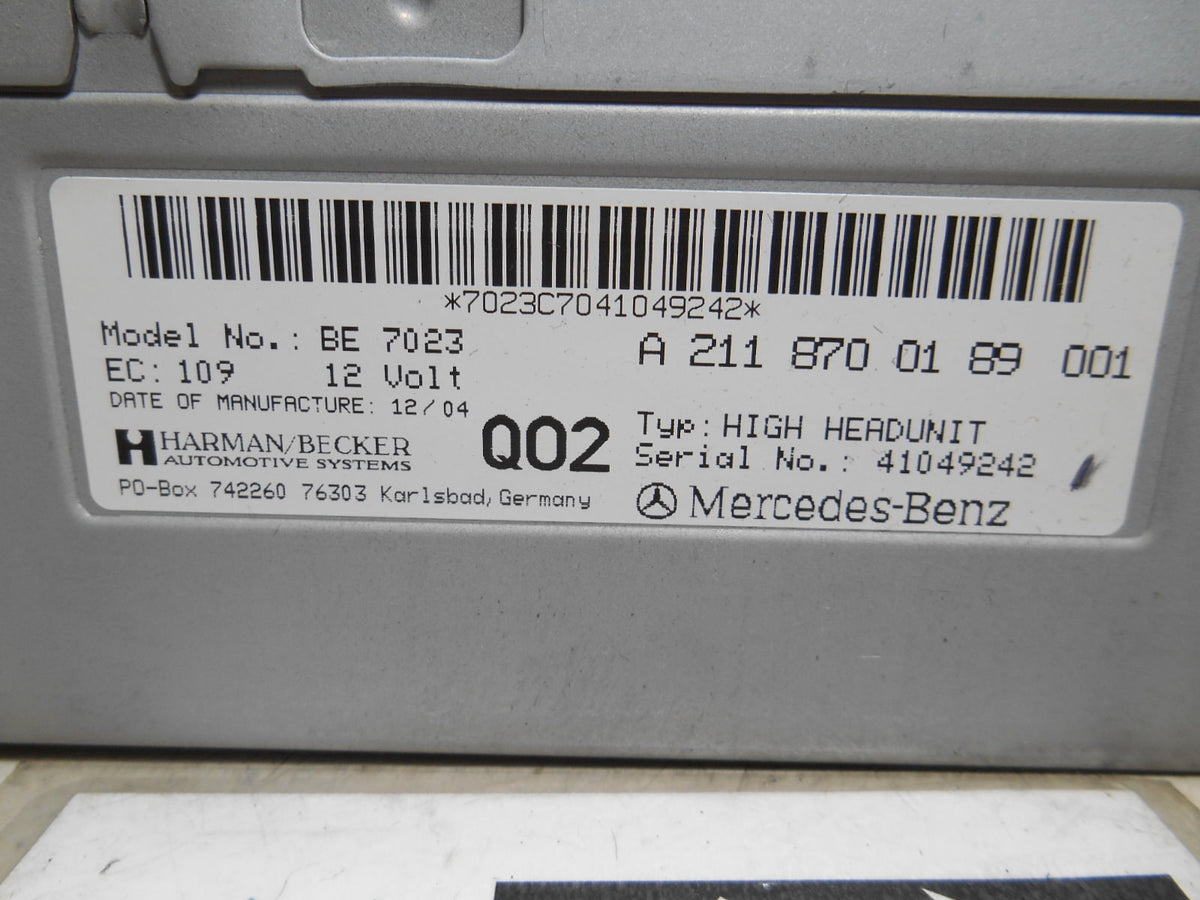 *7023C7041049242*
Model No.: BE 7023
A 211 870 01 89 001
EC: 109 12 Volt
DATE OF MANUFACTURE: 12/04
Q02
Typ: HIGH HEADUNIT
HARMAN/BECKER
AUTOMOTIVE SYSTEMS
Serial No.: 41049242
PO-Box 742260 76303 Karlsbad, Germany
Mercedes-Benz